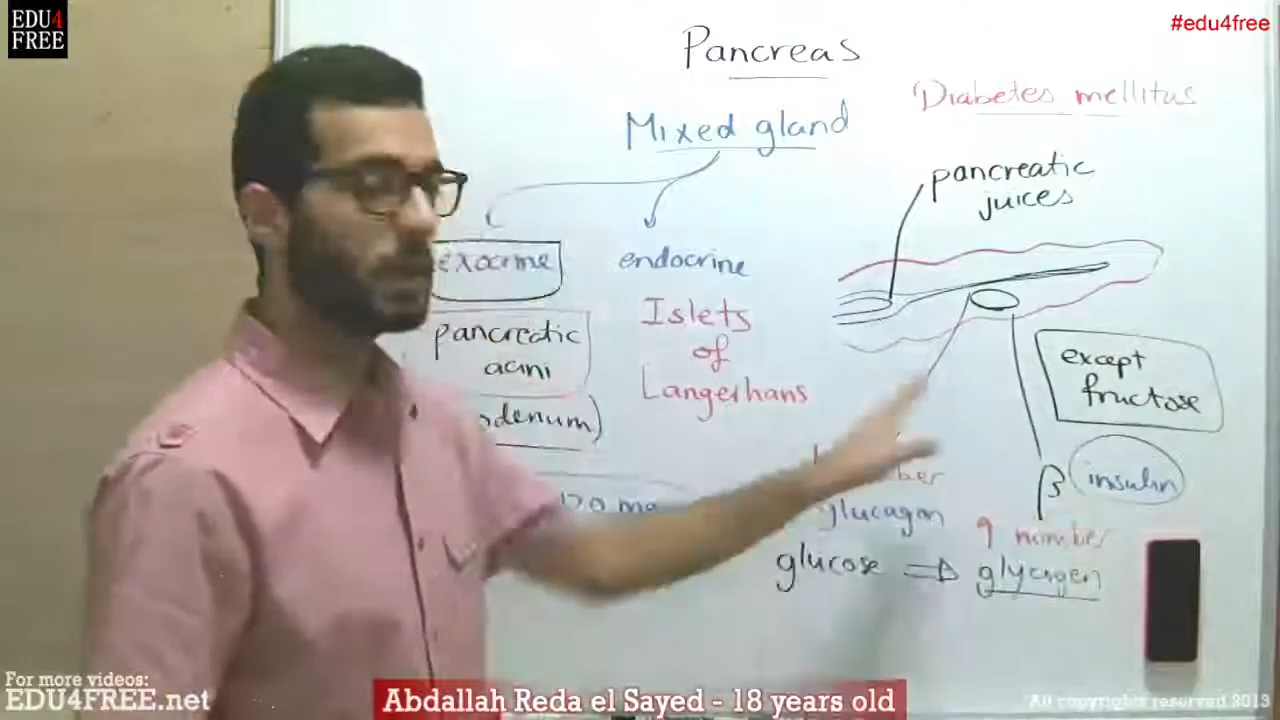 EDU4
FREE
#edu4free
Pancreas
Diabetes mellitus
Mixed gland
pancreatic
juices
exocrine
endocrine
pancreatic
acini
Islets
of
Langerhans
except
fructose
β insulin
glucagon
number
glucose ⇒ glycogen
For more videos:
EDU4FREE.net
Abdallah Reda el Sayed - 18 years old
*All copyright reserved 2013